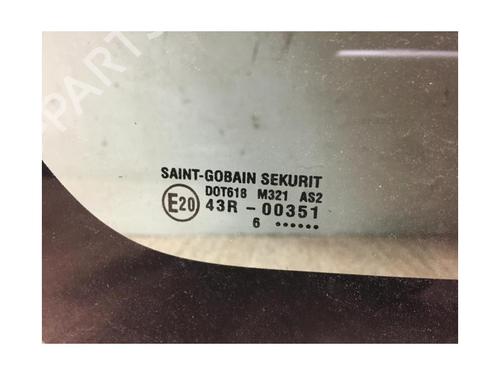 SAINT-GOBAIN SEKURIT
DOT618 M321 AS2
E20 43R - 00351
6 ······